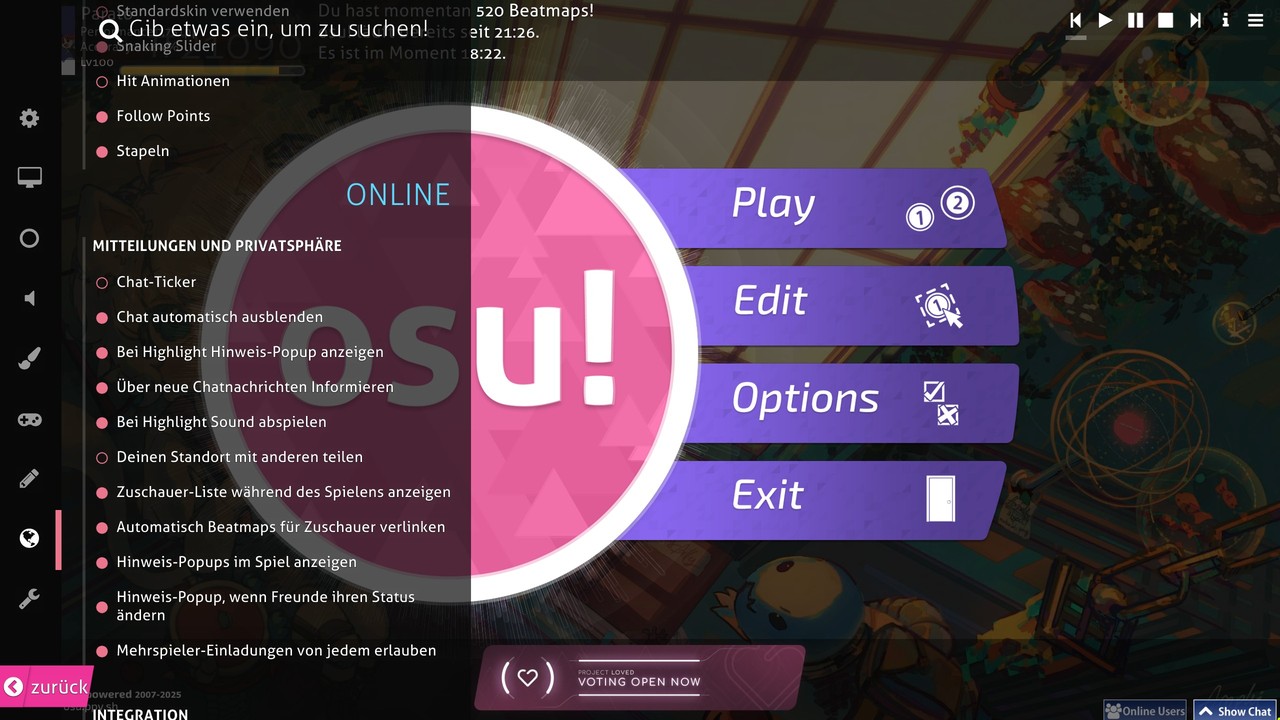 Standardskin verwenden
Gib etwas ein, um zu suchen!
Snaking Slider
Lv100
Du hast momentan 520 Beatmaps!
seit 21:26.
Es ist im Moment 18:22.
Hit Animationen
Follow Points
Stapeln
ONLINE
MITTEILUNGEN UND PRIVATSPHÄRE
Chat-Ticker
Chat automatisch ausblenden
Bei Highlight Hinweis-Popup anzeigen
Über neue Chatnachrichten Informieren
Bei Highlight Sound abspielen
Deinen Standort mit anderen teilen
Zuschauer-Liste während des Spielens anzeigen
Automatisch Beatmaps für Zuschauer verlinken
Hinweis-Popups im Spiel anzeigen
Hinweis-Popup, wenn Freunde ihren Status
ändern
Mehrspieler-Einladungen von jedem erlauben
INTEGRATION
zurück
powered 2007-2025
osu!
Play
1 2
Edit
1
Options
Exit
PROJECT LOVED
VOTING OPEN NOW
Online Users
Show Chat